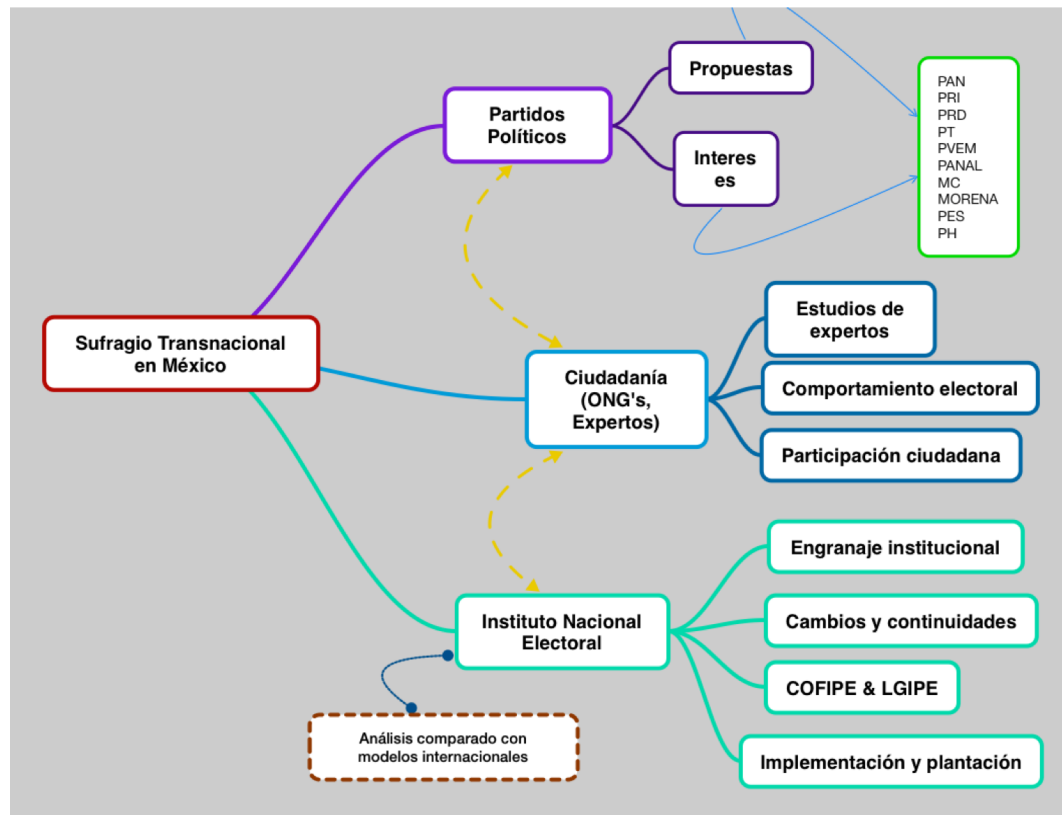 Propuestas
Partidos
Políticos
Interes
es
PAN
PRI
PRD
PT
PVEM
PANAL
MC
MORENA
PES
PH
Sufragio Transnacional
en México
Ciudadanía
(ONG's,
Expertos)
Estudios de
expertos
Comportamiento electoral
Participación ciudadana
Instituto Nacional
Electoral
Engranaje institucional
Cambios y continuidades
COFIPE & LGIPE
Implementación y plantación
Análisis comparado con
modelos internacionales